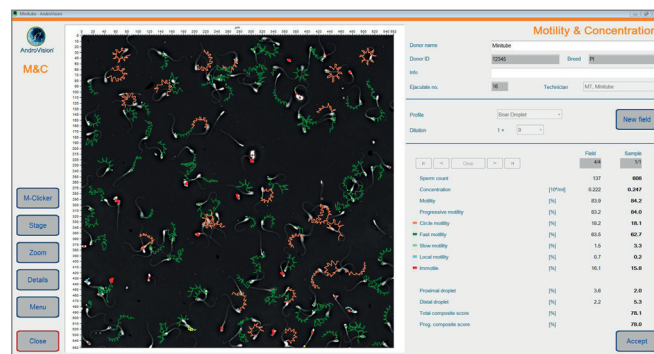 Minitube - AndroVision
AndroVision
M&C
M-Clicker
Stage
Zoom
Details
Menu
Close
µm
Motility & Concentration
Donor name Minitube
Donor ID 12345 Breed PI
Info
Ejaculate no. 16 Technician MT, Minitube
Profile Boar Droplet
New field
Dilution 1 + 9
Field Sample
Clear 4/4 1/1
Sperm count 137 608
Concentration 0.222 0.247
Motility [%] 83.9 84.2
Progressive motility [%] 83.2 84.0
Circle motility [%] 18.2 18.1
Fast motility [%] 63.5 62.7
Slow motility [%] 1.5 3.3
Local motility [%] 0.7 0.2
Immotile [%] 16.1 15.8
Proximal droplet [%] 3.6 2.0
Distal droplet [%] 2.2 5.3
Total composite score [%] 78.1
Prog. composite score [%] 78.0
Accept